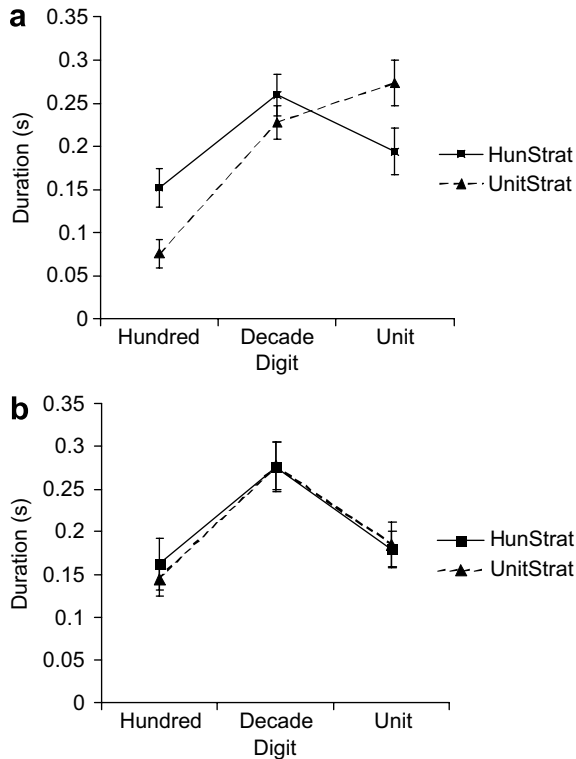 a
0.35
0.3
0.25
0.2
0.15
0.1
0.05
0
Duration (s)
Hundred Decade Unit
Digit
HunStrat
UnitStrat
b
0.35
0.3
0.25
0.2
0.15
0.1
0.05
0
Duration (s)
Hundred Decade Unit
Digit
HunStrat
UnitStrat